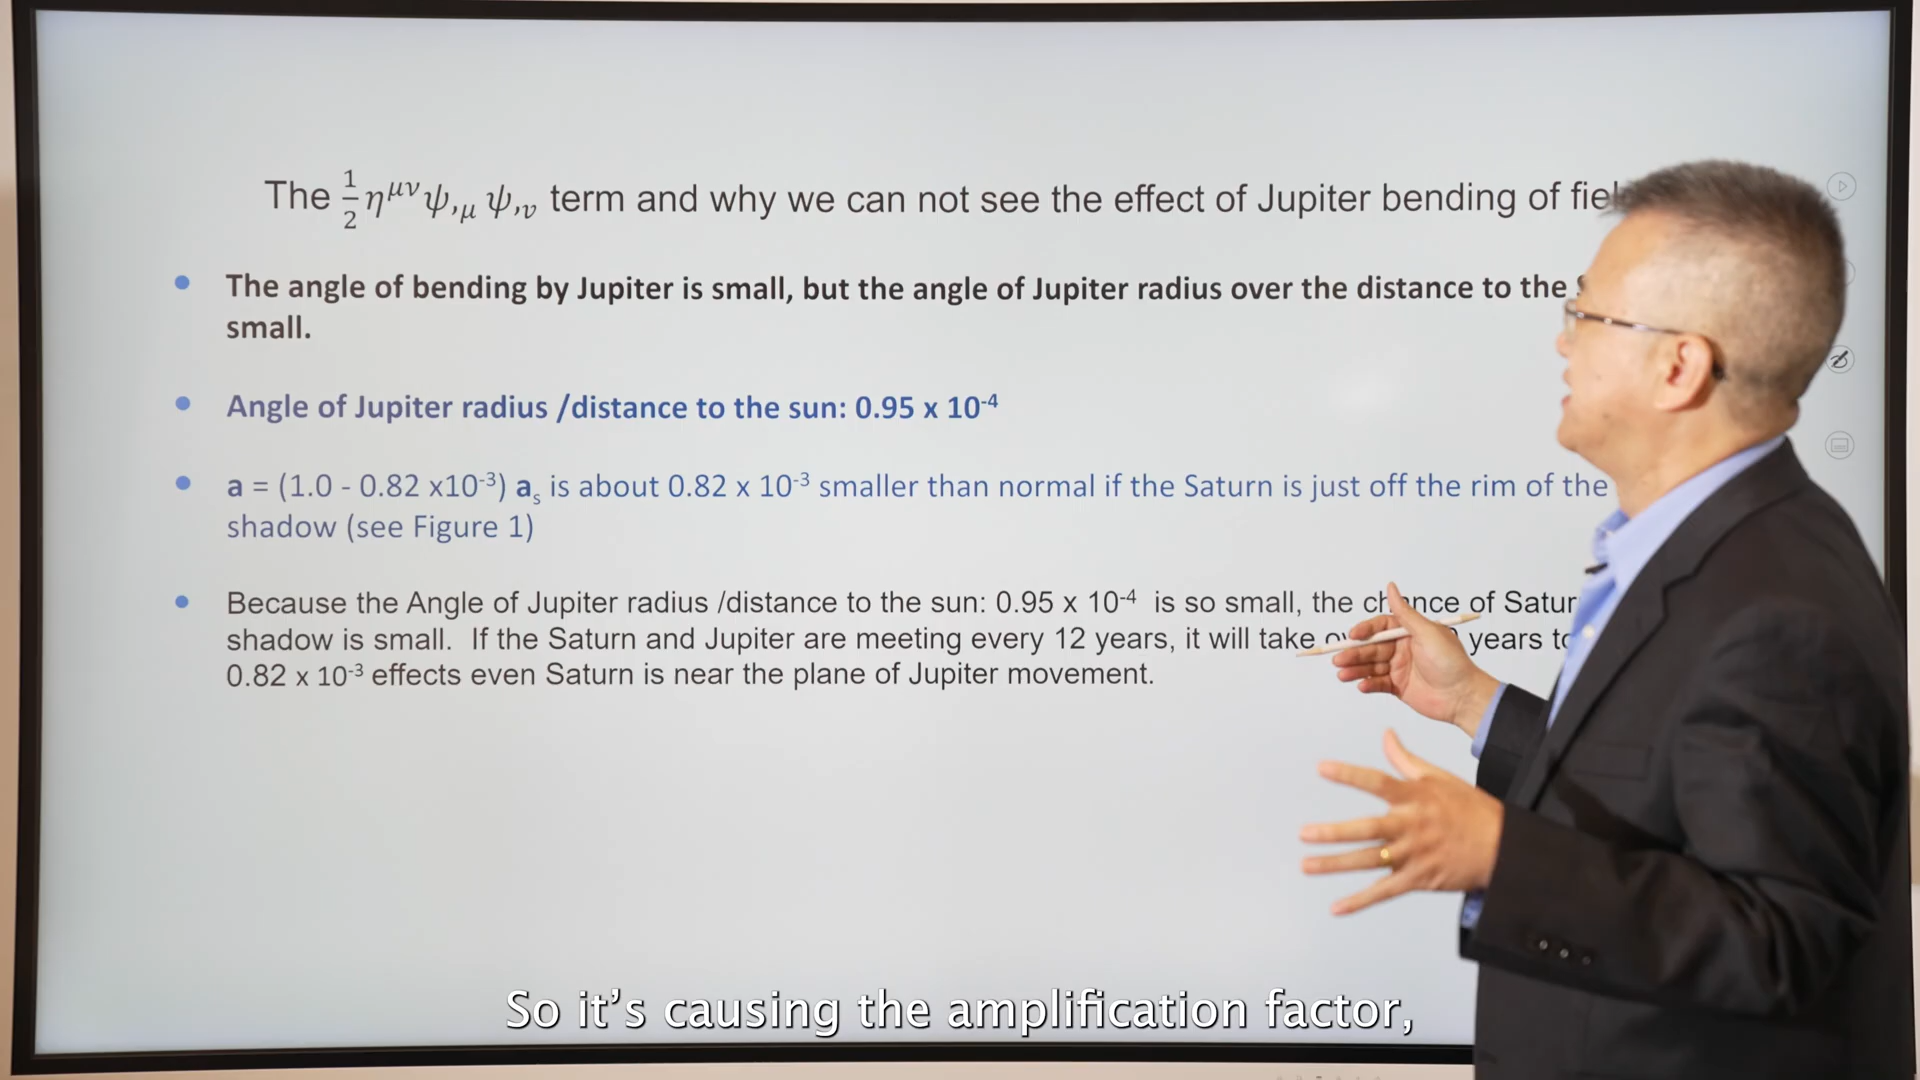 The ½ η^{μν} ψ,_μ ψ,_ν term and why we can not see the effect of Jupiter bending of
The angle of bending by Jupiter is small, but the angle of Jupiter radius over the distance to the
small.
Angle of Jupiter radius /distance to the sun: 0.95 x 10⁻⁴
a = (1.0 - 0.82 x10⁻³) aₛ is about 0.82 x 10⁻³ smaller than normal if the Saturn is just off the rim of the
shadow (see Figure 1)
Because the Angle of Jupiter radius /distance to the sun: 0.95 x 10⁻⁴ is so small, the chance of
shadow is small. If the Saturn and Jupiter are meeting every 12 years, it will take years
0.82 x 10⁻³ effects even Saturn is near the plane of Jupiter movement.
So it's causing the amplification factor,